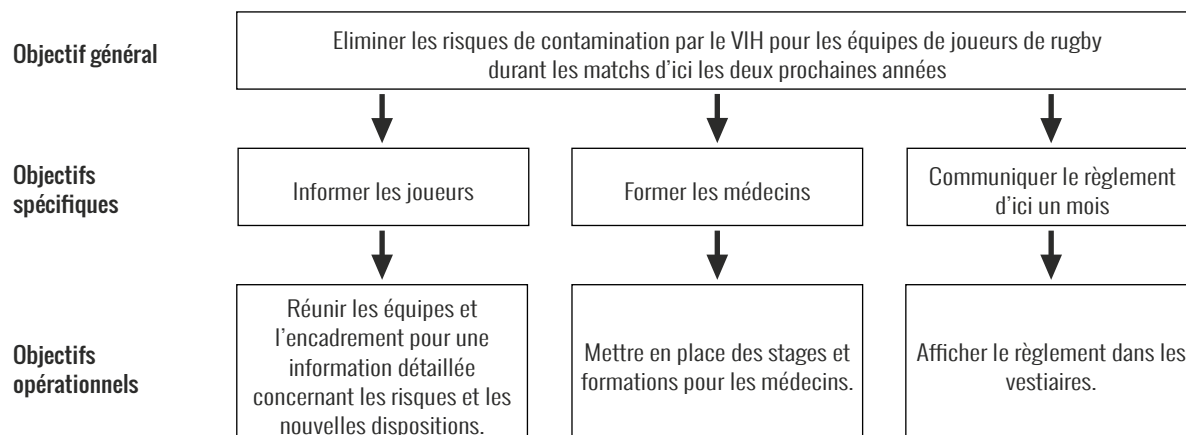 Objectif général
Eliminer les risques de contamination par le VIH pour les équipes de joueurs de rugby
durant les matchs d'ici les deux prochaines années
Objectifs
spécifiques
Informer les joueurs
Former les médecins
Communiquer le règlement
d'ici un mois
Objectifs
opérationnels
Réunir les équipes et
l'encadrement pour une
information détaillée
concernant les risques et les
nouvelles dispositions.
Mettre en place des stages et
formations pour les médecins.
Afficher le règlement dans les
vestiaires.